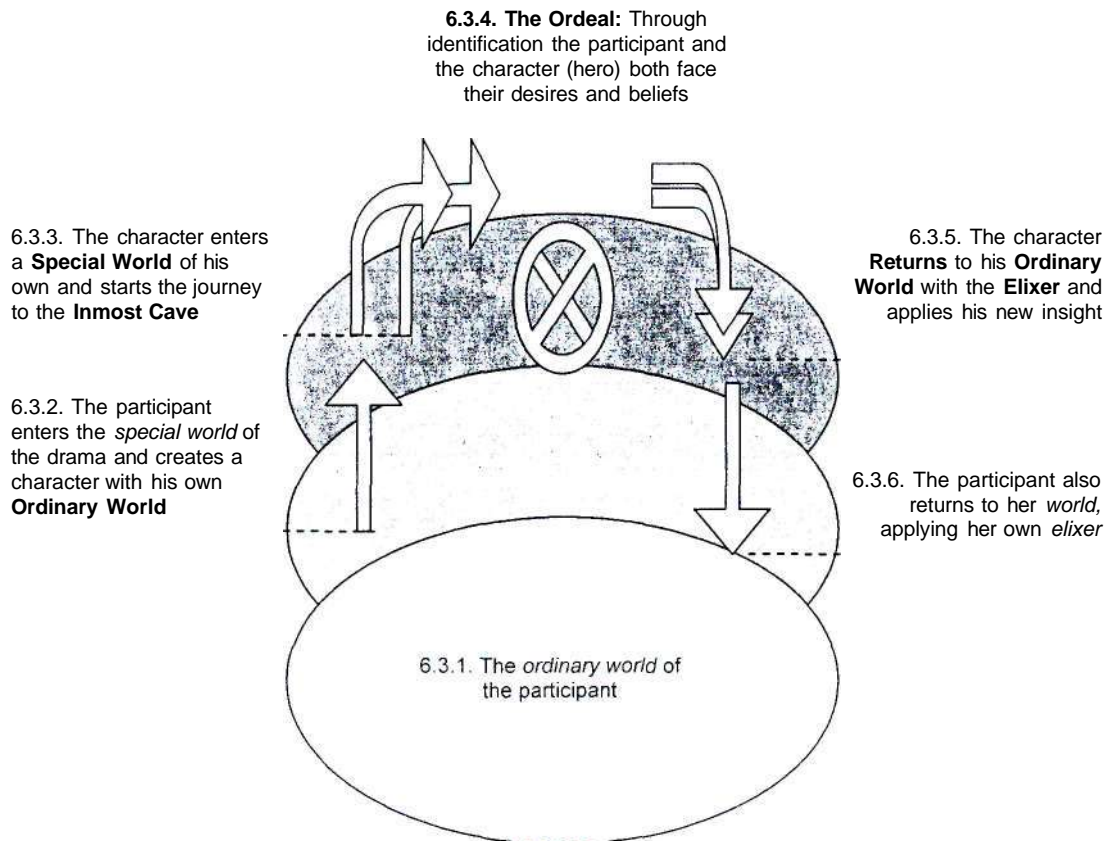 6.3.4. The Ordeal: Through
identification the participant and
the character (hero) both face
their desires and beliefs
6.3.3. The character enters
a Special World of his
own and starts the journey
to the Inmost Cave
6.3.2. The participant
enters the special world of
the drama and creates a
character with his own
Ordinary World
6.3.5. The character
Returns to his Ordinary
World with the Elixer and
applies his new insight
6.3.6. The participant also
returns to her world,
applying her own elixer
6.3.1. The ordinary world of
the participant